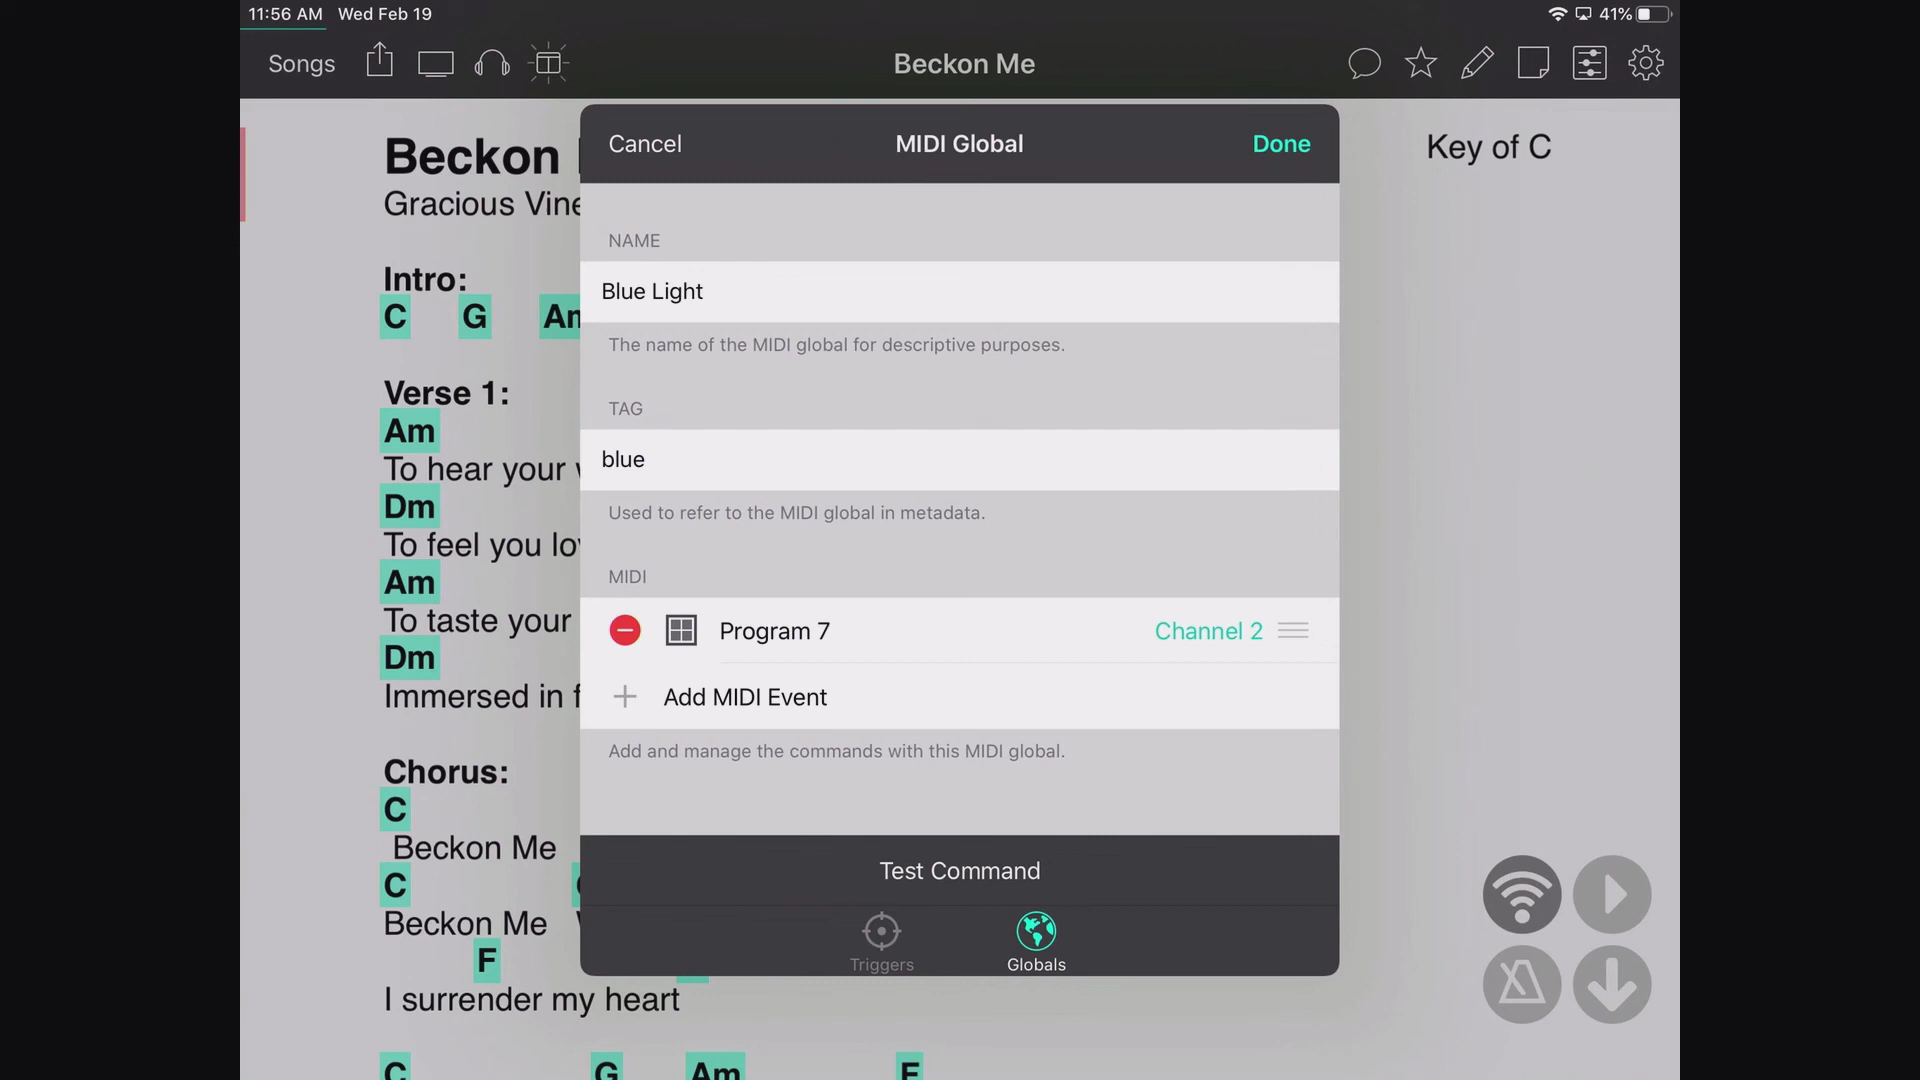 11:56 AM Wed Feb 19 41%
Songs Beckon Me
Cancel MIDI Global Done
Beckon Key of C
Gracious Vine
NAME
Intro:
Blue Light
C G Am
The name of the MIDI global for descriptive purposes.
Verse 1:
TAG
Am
blue
To hear your
Dm
Used to refer to the MIDI global in metadata.
To feel you lo
MIDI
Am
To taste your
Program 7 Channel 2
Dm
Immersed in
Add MIDI Event
Add and manage the commands with this MIDI global.
Chorus:
C
Beckon Me
Test Command
C
Beckon Me
F
Triggers Globals
I surrender my heart
C G Am F